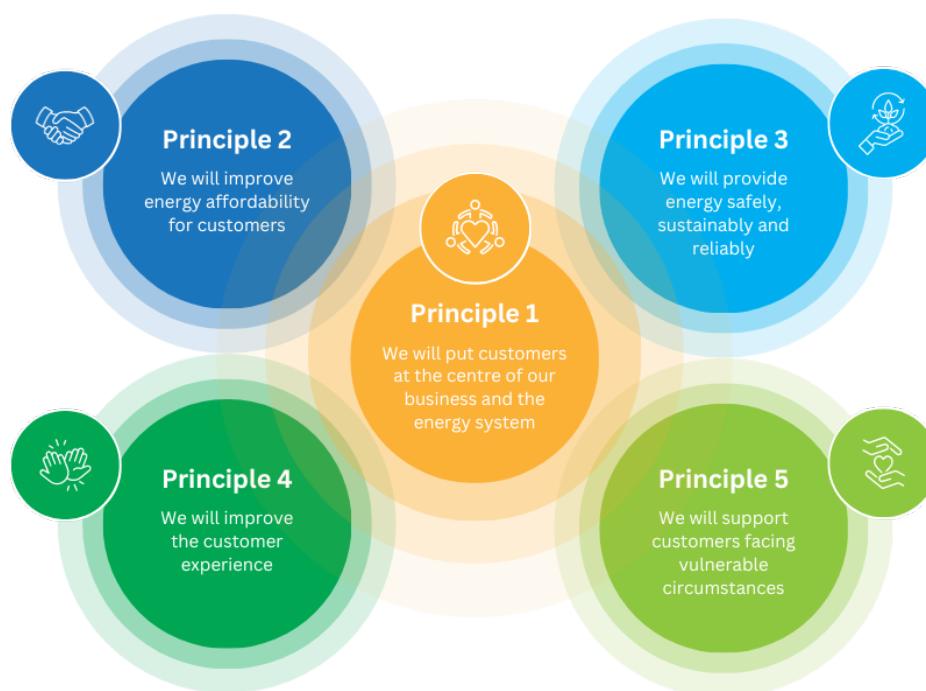 Principle 2
We will improve
energy affordability
for customers
Principle 3
We will provide
energy safely,
sustainably and
reliably
Principle 1
We will put customers
at the centre of our
business and the
energy system
Principle 4
We will improve
the customer
experience
Principle 5
We will support
customers facing
vulnerable
circumstances